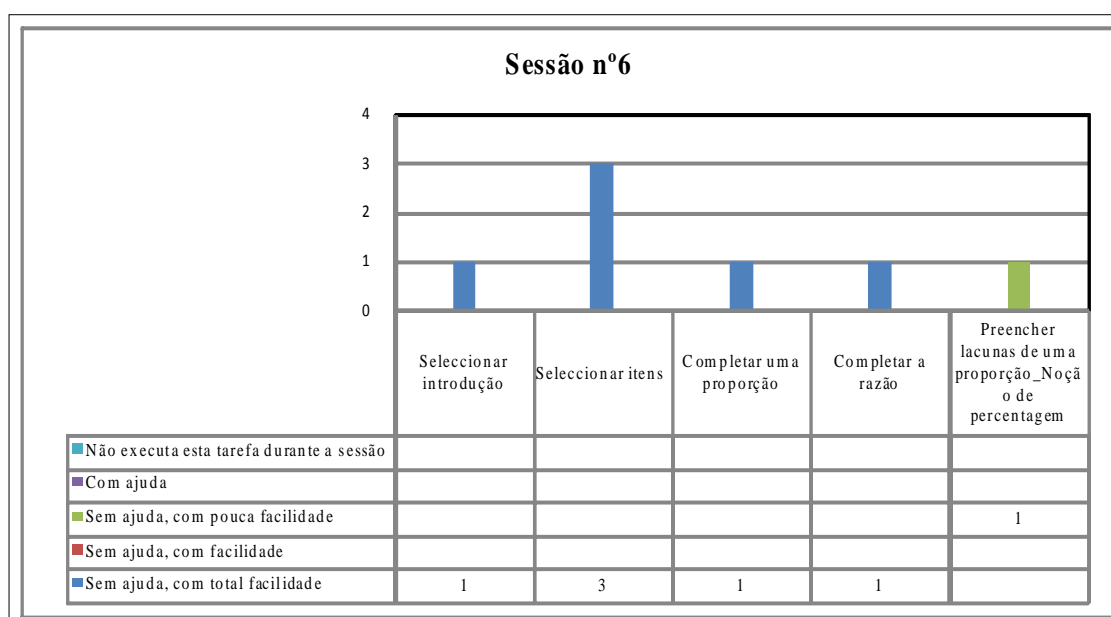 Sessão nº6
4
3
2
1
0
Seleccionar
introdução
Seleccionar itens
Completar uma
proporção
Completar a
razão
Preencher
lacunas de uma
proporção_Noçã
o de
percentagem
Não executa esta tarefa durante a sessão
Com ajuda
Sem ajuda, com pouca facilidade 1
Sem ajuda, com facilidade
Sem ajuda, com total facilidade 1 3 1 1